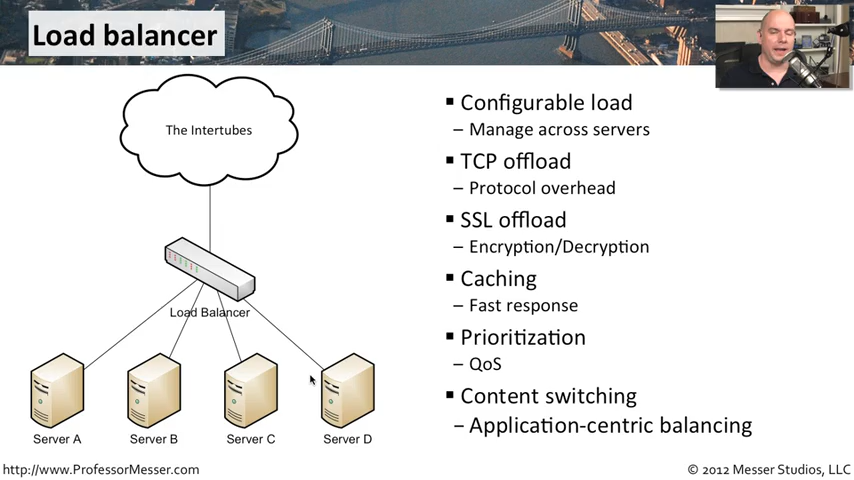 Load balancer
The Intertubes
Load Balancer
Server A
Server B
Server C
Server D
▪ Configurable load
– Manage across servers
▪ TCP offload
– Protocol overhead
▪ SSL offload
– Encryption/Decryption
▪ Caching
– Fast response
▪ Prioritization
– QoS
▪ Content switching
– Application-centric balancing
http://www.ProfessorMesser.com
© 2012 Messer Studios, LLC